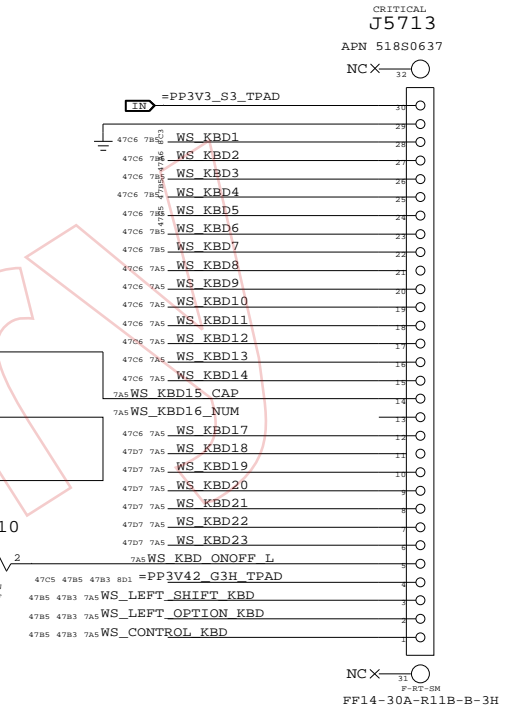 CRITICAL
J5713
APN 518S0637
NC 32
IN =PP3V3_S3_TPAD 30
29
47C6 7B5 WS_KBD1 28
47C6 7B5 WS_KBD2 27
47C6 7B5 WS_KBD3 26
47C6 7B5 WS_KBD4 25
47C6 7B5 WS_KBD5 24
47C6 7B5 WS_KBD6 23
47C6 7B5 WS_KBD7 22
47C6 7A5 WS_KBD8 21
47C6 7A5 WS_KBD9 20
47C6 7A5 WS_KBD10 19
47C6 7A5 WS_KBD11 18
47C6 7A5 WS_KBD12 17
47C6 7A5 WS_KBD13 16
47C6 7A5 WS_KBD14 15
7A5 WS_KBD15_CAP 14
7A5 WS_KBD16_NUM 13
47C6 7A5 WS_KBD17 12
47D7 7A5 WS_KBD18 11
47D7 7A5 WS_KBD19 10
47D7 7A5 WS_KBD20 9
47D7 7A5 WS_KBD21 8
47D7 7A5 WS_KBD22 7
47D7 7A5 WS_KBD23 6
10
2
7A5 WS_KBD_ONOFF_L 5
47C5 47B5 47B3 8D1 =PP3V42_G3H_TPAD 4
47B5 47B3 7A5 WS_LEFT_SHIFT_KBD 3
47B5 47B3 7A5 WS_LEFT_OPTION_KBD 2
47B5 47B3 7A5 WS_CONTROL_KBD 1
NC 31
F-RT-SM
FF14-30A-R11B-B-3H